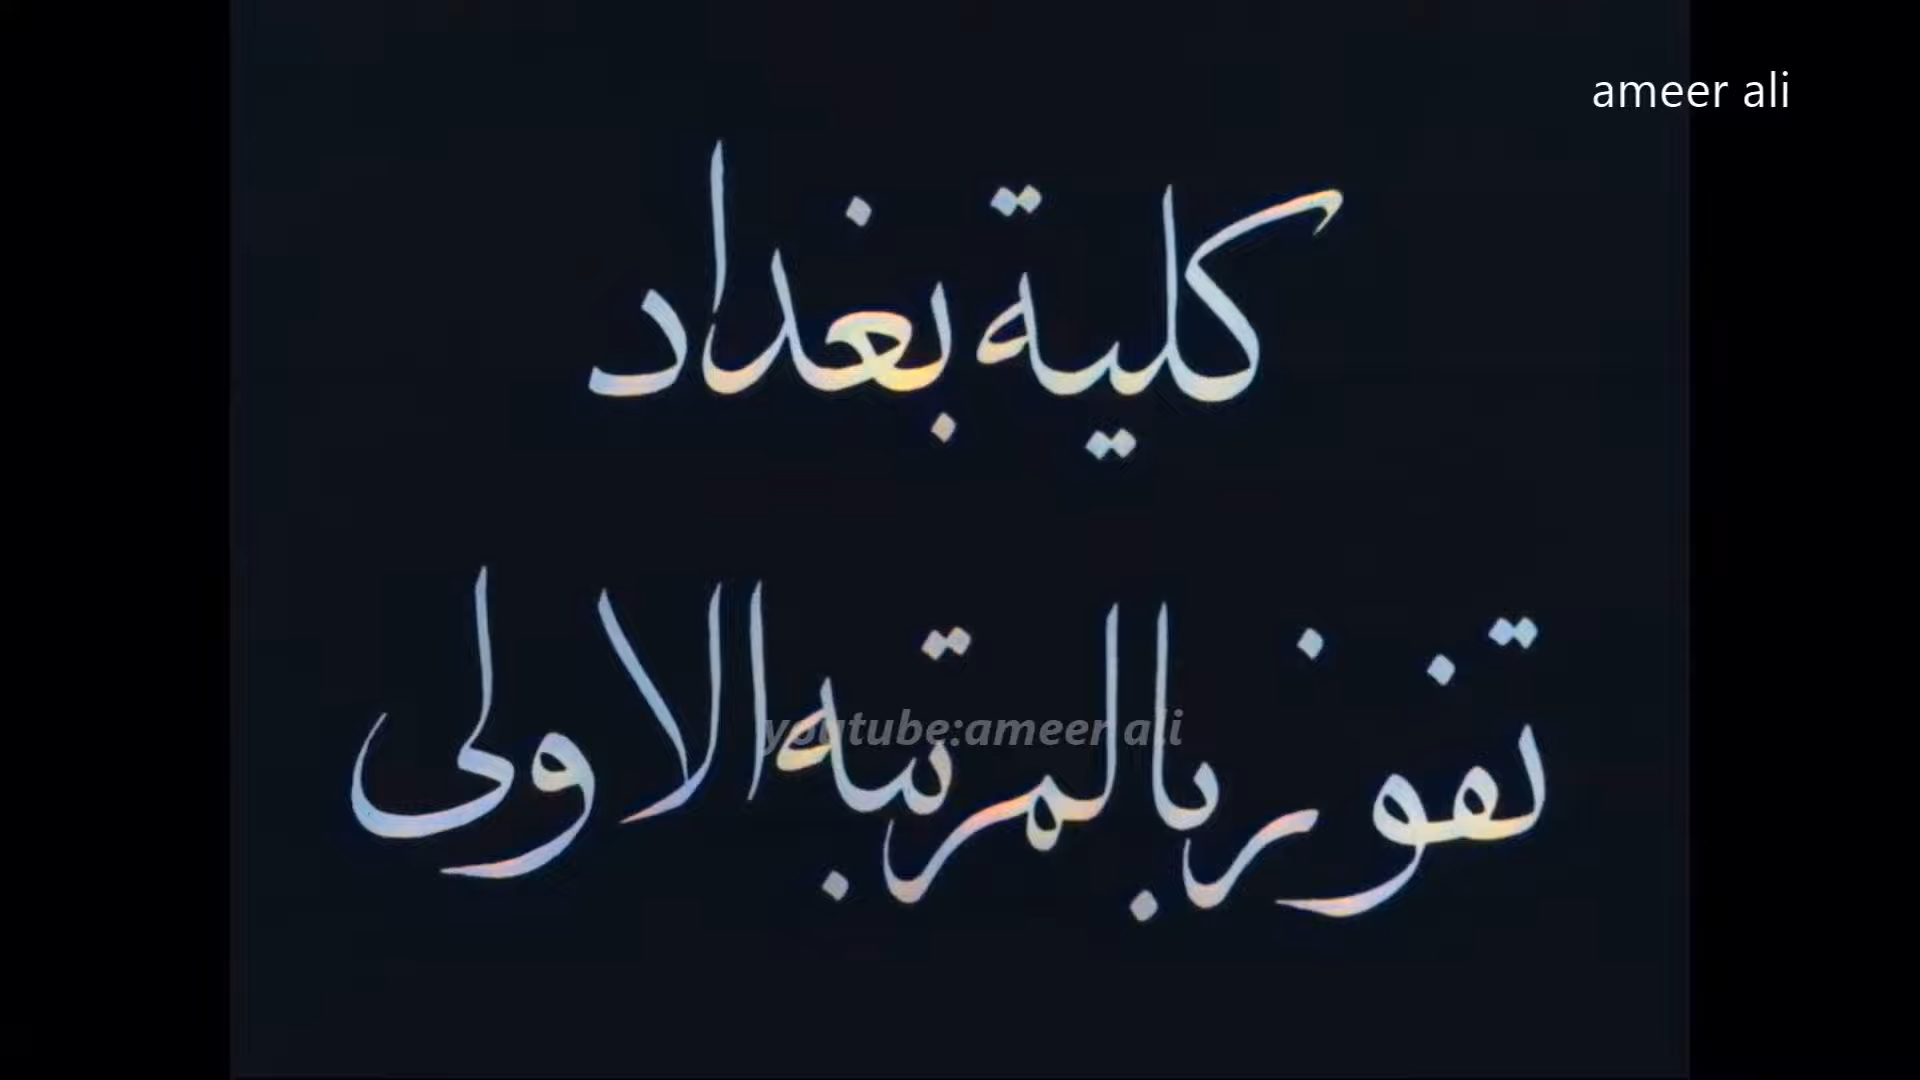 ameer ali
كلية بغداد
تفوز بالمرتبه الاولى
youtube:ameer ali